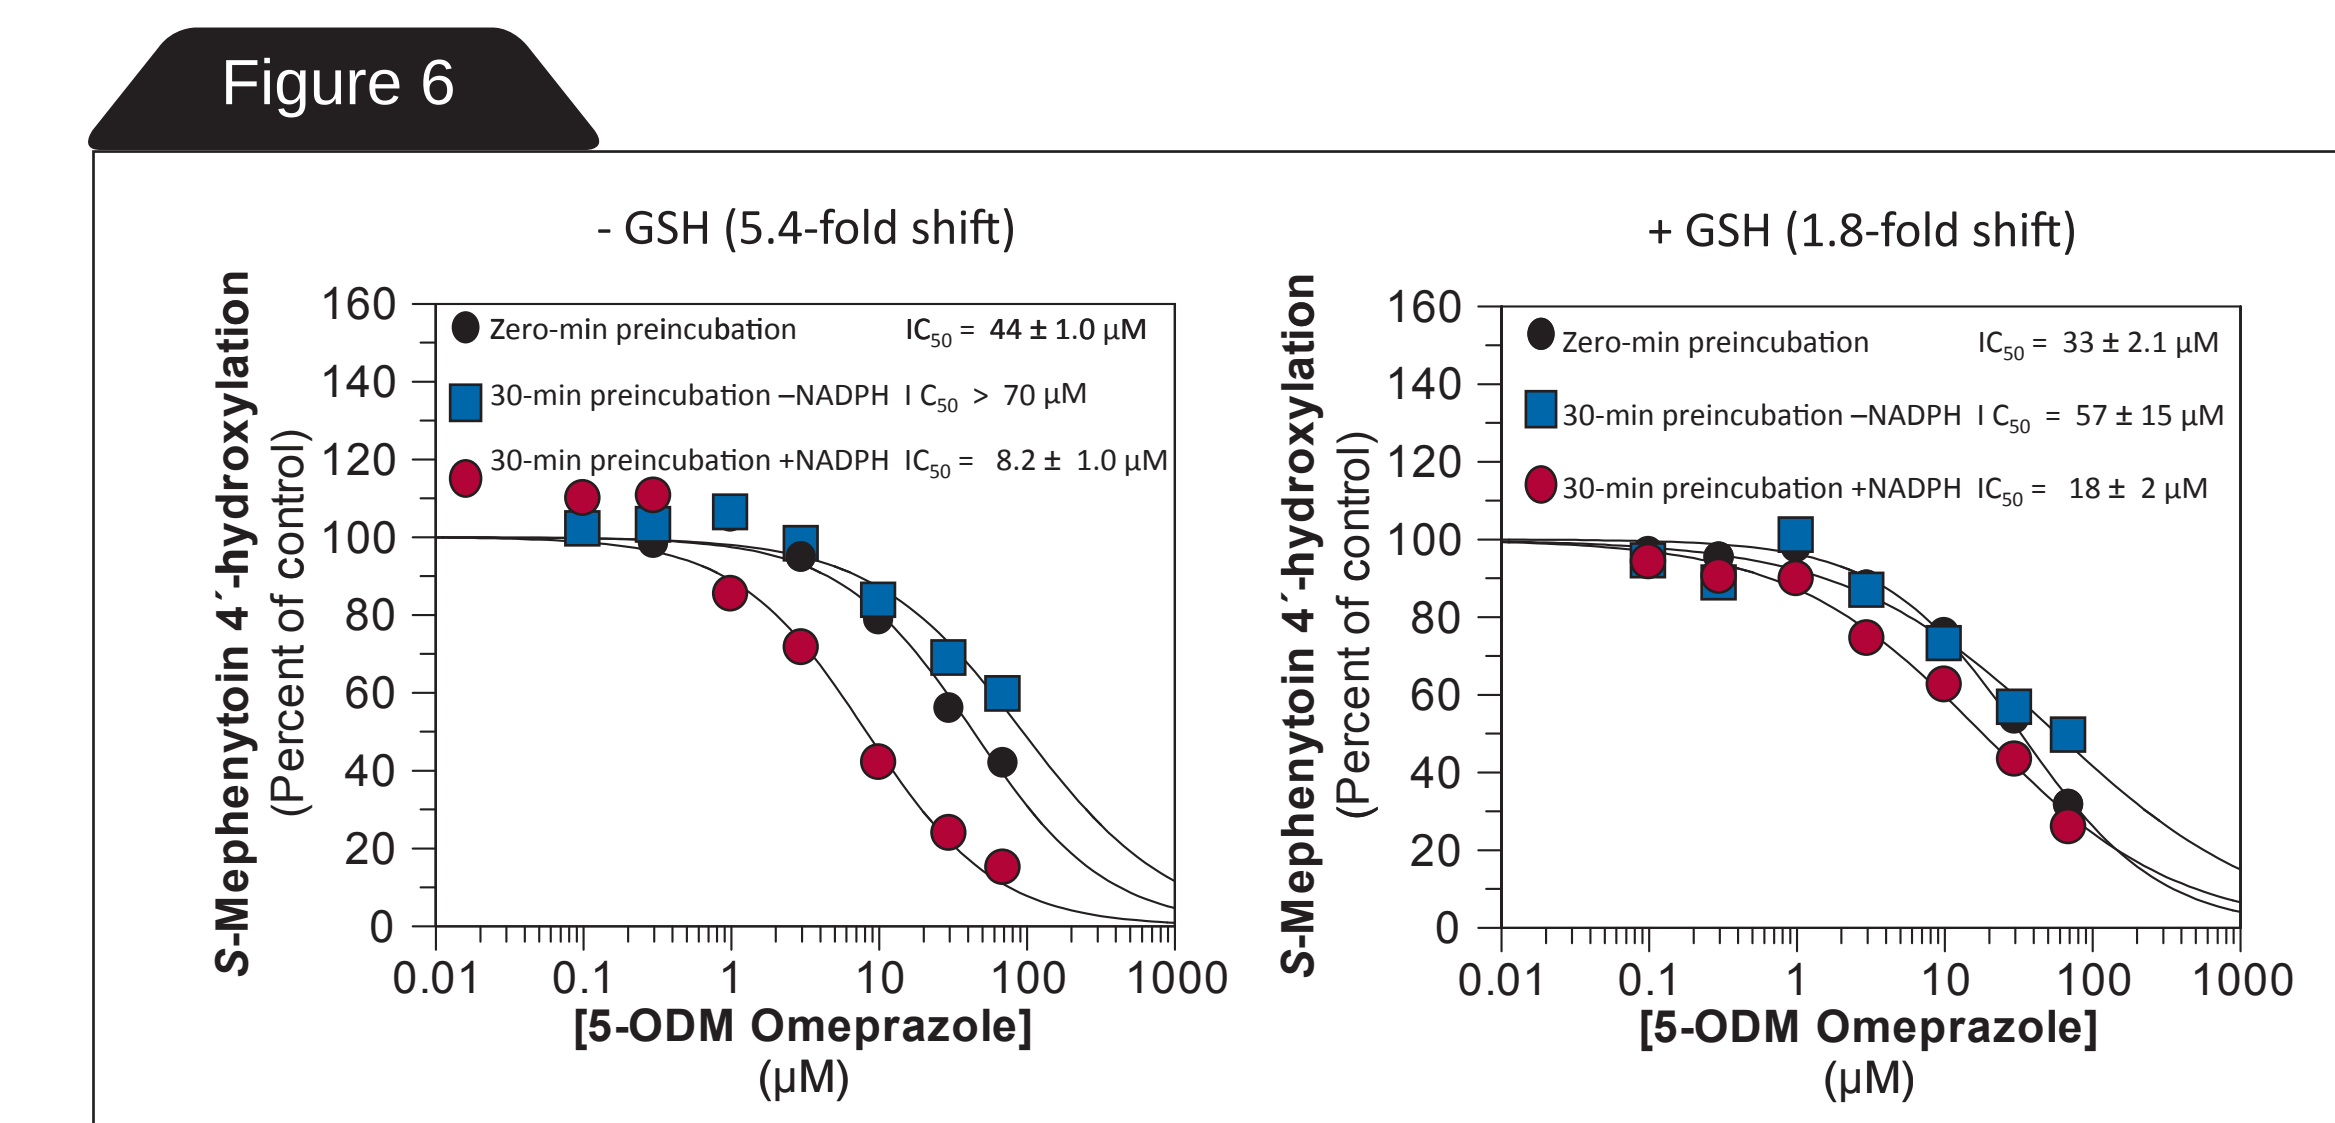 Figure 6
- GSH (5.4-fold shift)
S-Mephenytoin 4´-hydroxylation
(Percent of control)
160
140
120
100
80
60
40
20
0
Zero-min preincubation IC50 = 44 ± 1.0 µM
30-min preincubation –NADPH I C50 > 70 µM
30-min preincubation +NADPH IC50 = 8.2 ± 1.0 µM
0.01 0.1 1 10 100 1000
[5-ODM Omeprazole]
(µM)
+ GSH (1.8-fold shift)
S-Mephenytoin 4´-hydroxylation
(Percent of control)
160
140
120
100
80
60
40
20
0
Zero-min preincubation IC50 = 33 ± 2.1 µM
30-min preincubation –NADPH I C50 = 57 ± 15 µM
30-min preincubation +NADPH IC50 = 18 ± 2 µM
0.01 0.1 1 10 100 1000
[5-ODM Omeprazole]
(µM)